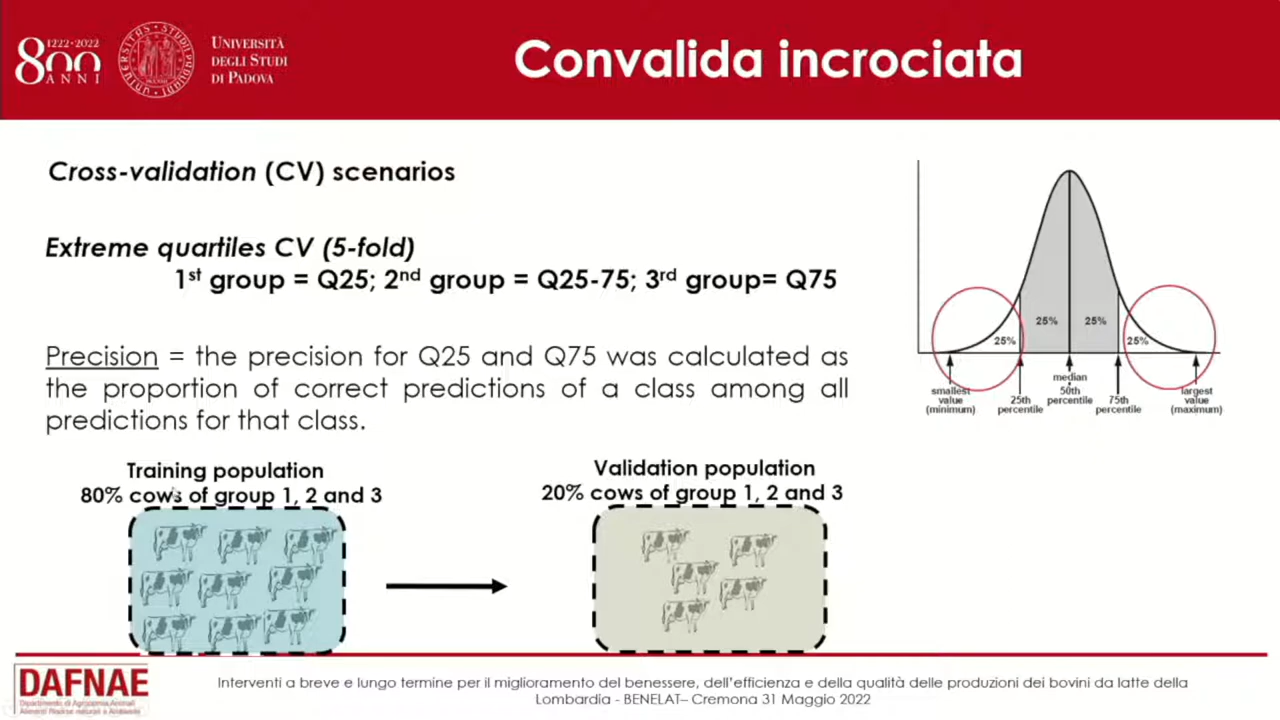 1222·2022
800
ANNI
UNIVERSITÀ
DEGLI STUDI
DI PADOVA
Convalida incrociata
Cross-validation (CV) scenarios
Extreme quartiles CV (5-fold)
1st group = Q25; 2nd group = Q25-75; 3rd group= Q75
Precision = the precision for Q25 and Q75 was calculated as
the proportion of correct predictions of a class among all
predictions for that class.
25% 25% 25% 25%
smallest
value
(minimum)
25th
percentile
median
50th
percentile
75th
percentile
largest
value
(maximum)
Training population
80% cows of group 1, 2 and 3
Validation population
20% cows of group 1, 2 and 3
DAFNAE
Dipartimento di Agronomia Animali
Alimenti Risorse naturali e Ambiente
Interventi a breve e lungo termine per il miglioramento del benessere, dell'efficienza e della qualità delle produzioni dei bovini da latte della
Lombardia - BENELAT– Cremona 31 Maggio 2022